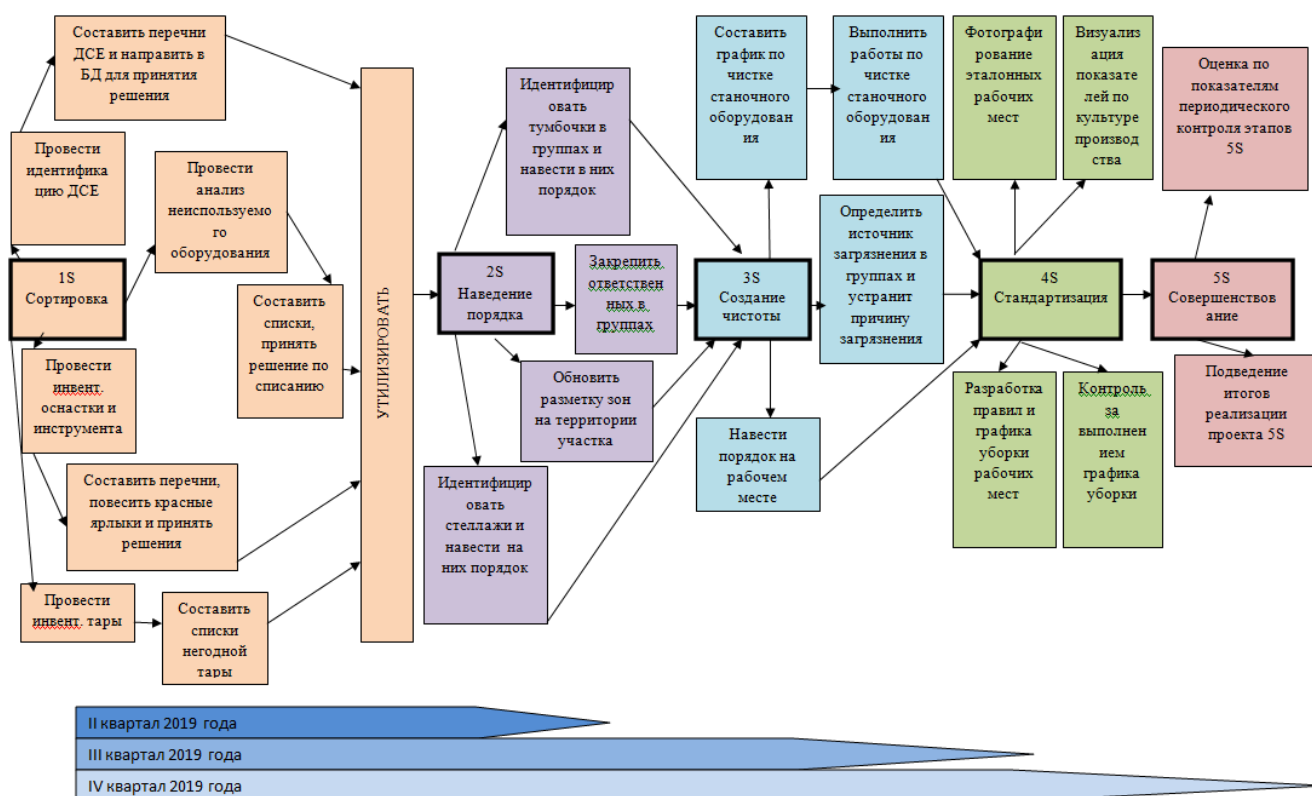 Составить перечни
ДСЕ и направить в
БД для принятия
решения
Провести
идентифика
цию ДСЕ
Провести
анализ
неиспользуемо
го оборудования
1S
Сортировка
Составить
списки,
принять
решение по
списанию
Провести
инвент.
оснастки и
инструмента
Составить перечни,
повесить красные
ярлыки и принять
решения
Провести
инвент. тары
Составить
списки
негодной
тары
УТИЛИЗИРОВАТЬ
Идентифицир
овать
тумбочки в
группах и
навести в них
порядок
2S
Наведение
порядка
Закрепить
ответствен
ных в
группах
Обновить
разметку зон
на территории
участка
Идентифицир
овать
стеллажи и
навести на
них порядок
Составить
график по
чистке
станочного
оборудован
ия
Выполнить
работы по
чистке
станочного
оборудован
ия
3S
Создание
чистоты
Определить
источник
загрязнения
в группах и
устранит
причину
загрязнения
Навести
порядок на
рабочем
месте
Фотографи
рование
эталонных
рабочих
мест
Визуализа
ция
показате
лей по
культуре
производ
ства
4S
Стандартизация
Разработка
правил и
графика
уборки
рабочих
мест
Контроль
за
выполнен
ием
графика
уборки
Оценка по
показателям
периодического
контроля этапов
5S
5S
Совершенствов
ание
Подведение
итогов
реализации
проекта 5S
II квартал 2019 года
III квартал 2019 года
IV квартал 2019 года